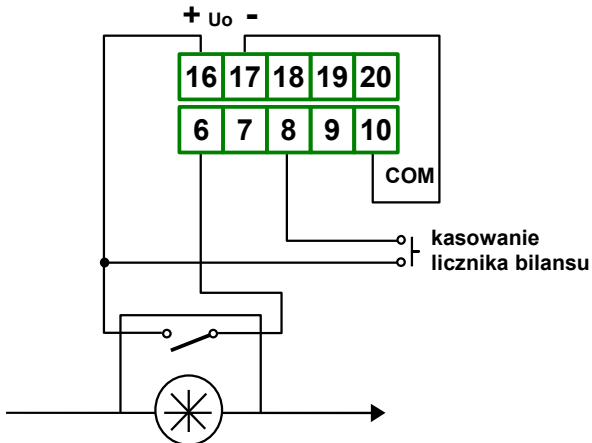 + Uo -
16 17 18 19 20
6 7 8 9 10
COM
kasowanie
licznika bilansu